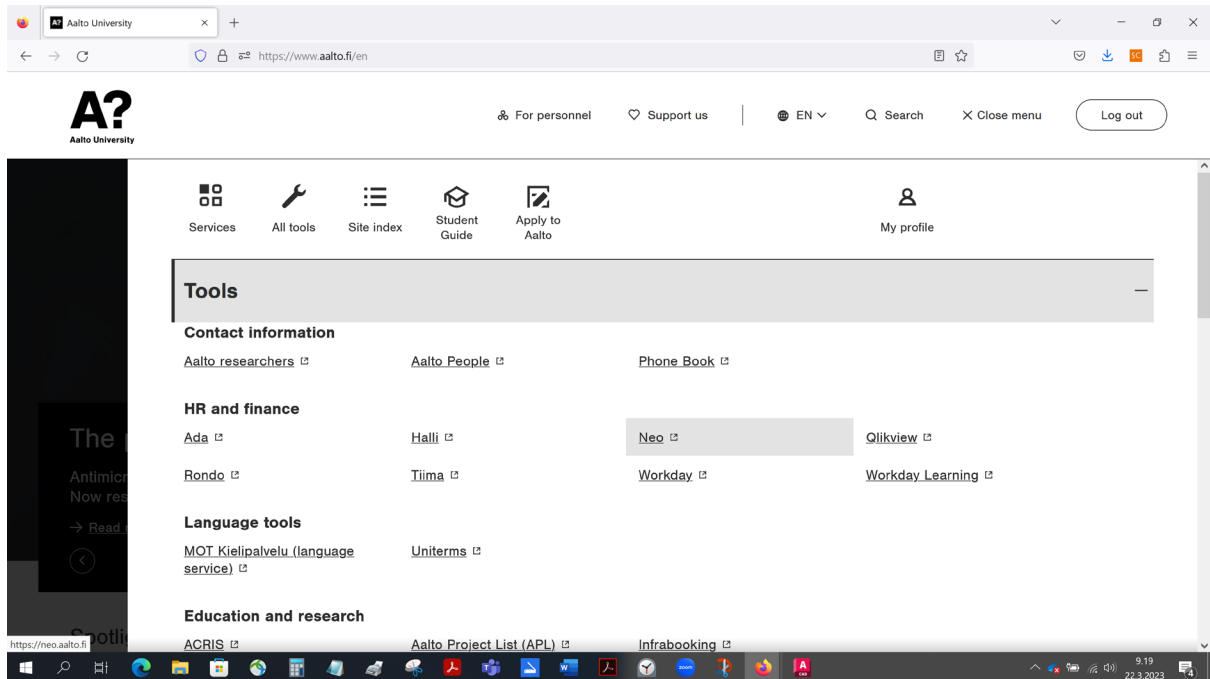 Aalto University
https://www.aalto.fi/en
A?
Aalto University
For personnel
Support us
EN
Search
Close menu
Log out
Services
All tools
Site index
Student
Guide
Apply to
Aalto
My profile
Tools
Contact information
Aalto researchers
Aalto People
Phone Book
HR and finance
Ada
Halli
Neo
Qlikview
Rondo
Tiima
Workday
Workday Learning
The
Antimicr
Now res
Read
Language tools
MOT Kielipalvelu (language
service)
Uniterms
Education and research
ACRIS
Aalto Project List (APL)
Infrabooking
Spotli
https://neo.aalto.fi
9.19
22.3.2023